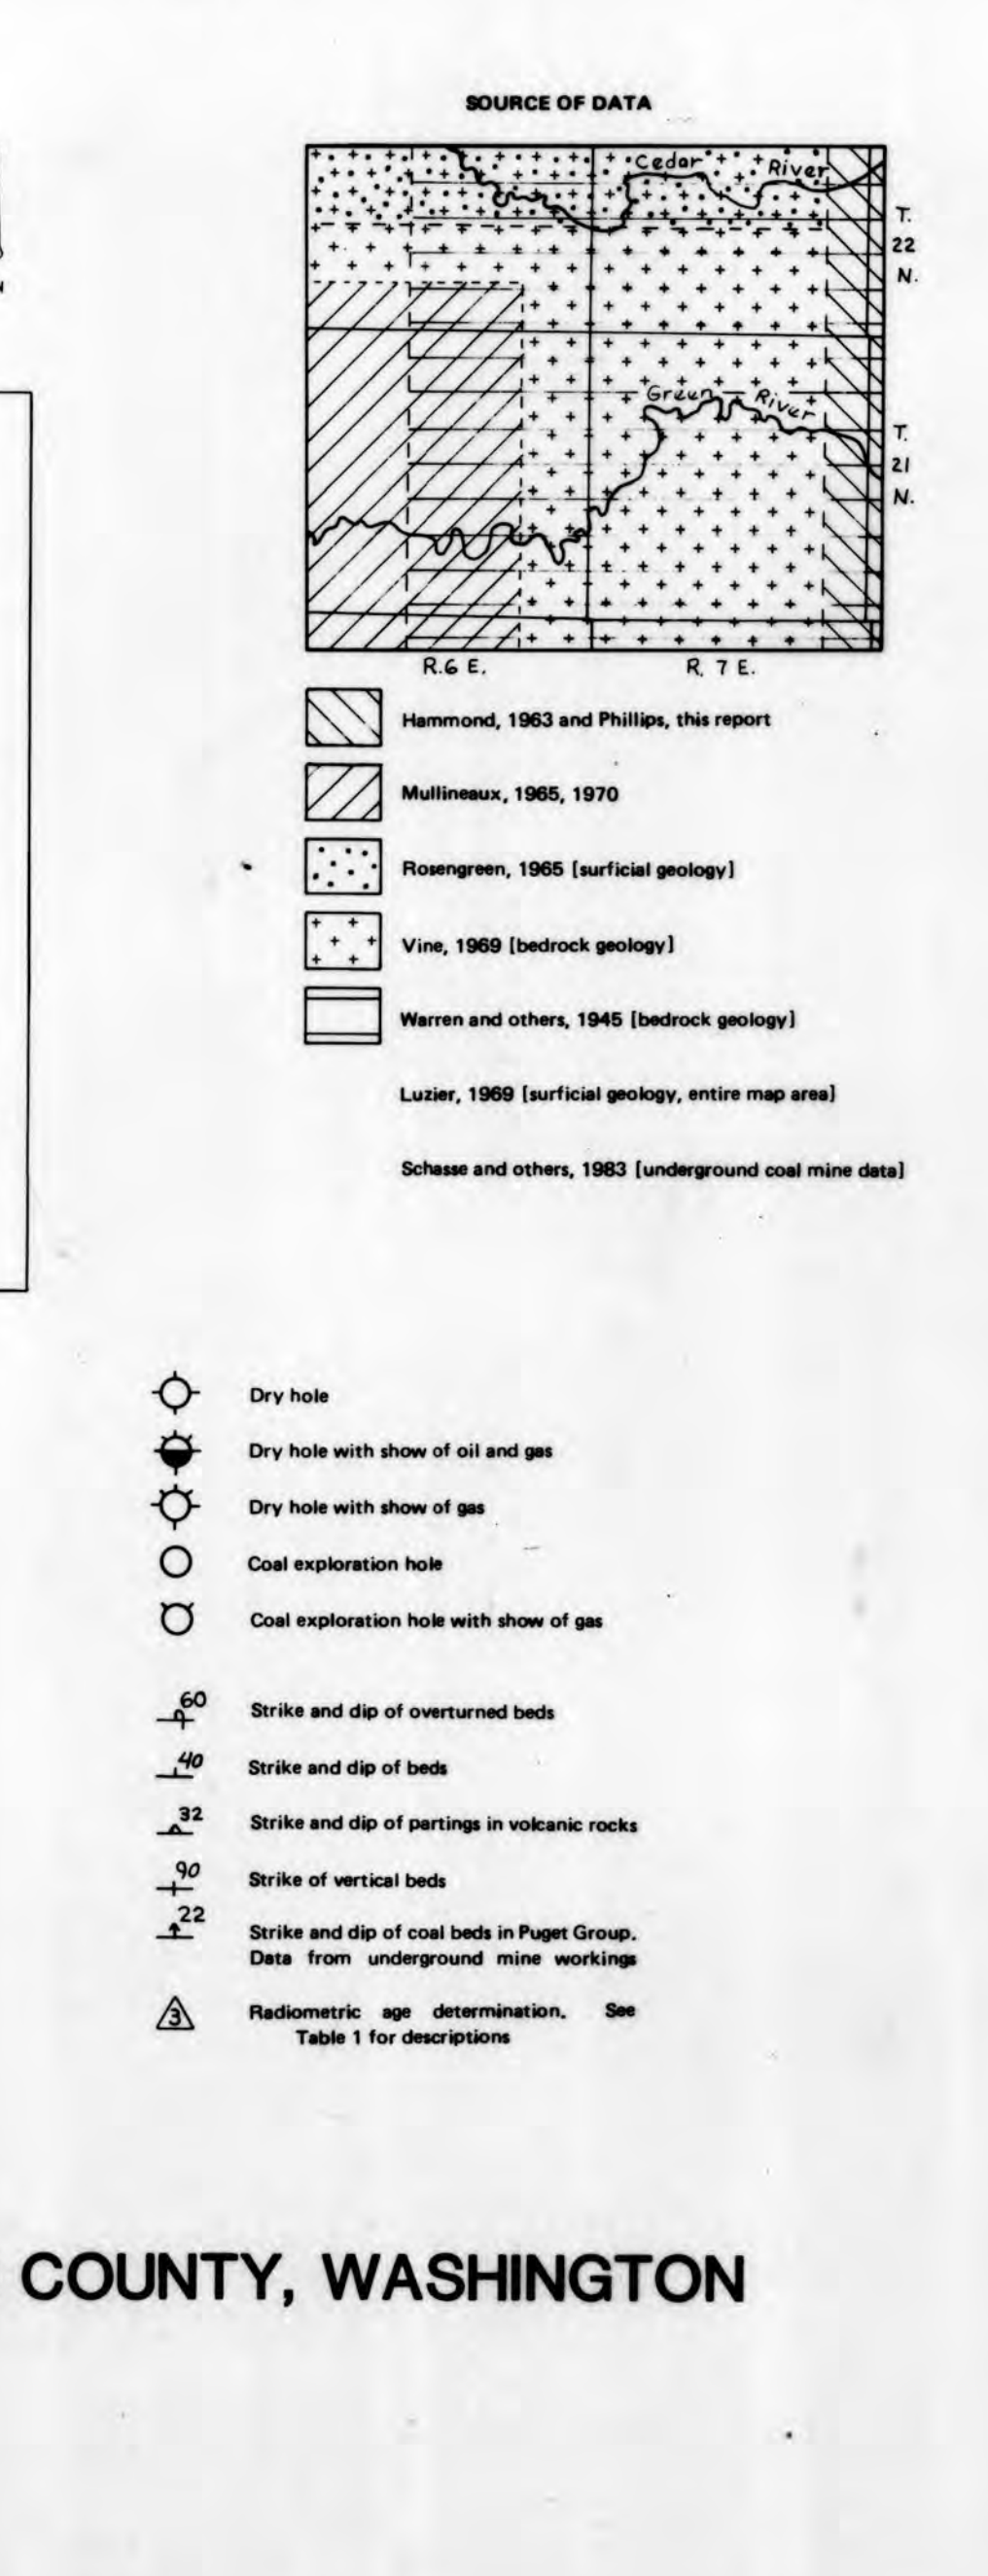 SOURCE OF DATA
Cedar River
T.
22
N.
Green River
T.
21
N.
R.6 E.
R. 7 E.
Hammond, 1963 and Phillips, this report
Mullineaux, 1965, 1970
Rosengreen, 1965 [surficial geology]
Vine, 1969 [bedrock geology]
Warren and others, 1945 [bedrock geology]
Luzier, 1969 [surficial geology, entire map area]
Schasse and others, 1983 [underground coal mine data]
Dry hole
Dry hole with show of oil and gas
Dry hole with show of gas
Coal exploration hole
Coal exploration hole with show of gas
60 Strike and dip of overturned beds
40 Strike and dip of beds
32 Strike and dip of partings in volcanic rocks
90 Strike of vertical beds
22 Strike and dip of coal beds in Puget Group.
Data from underground mine workings
3 Radiometric age determination. See
Table 1 for descriptions
COUNTY, WASHINGTON